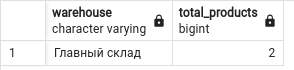 warehouse total_products
character varying bigint
1 Главный склад 2